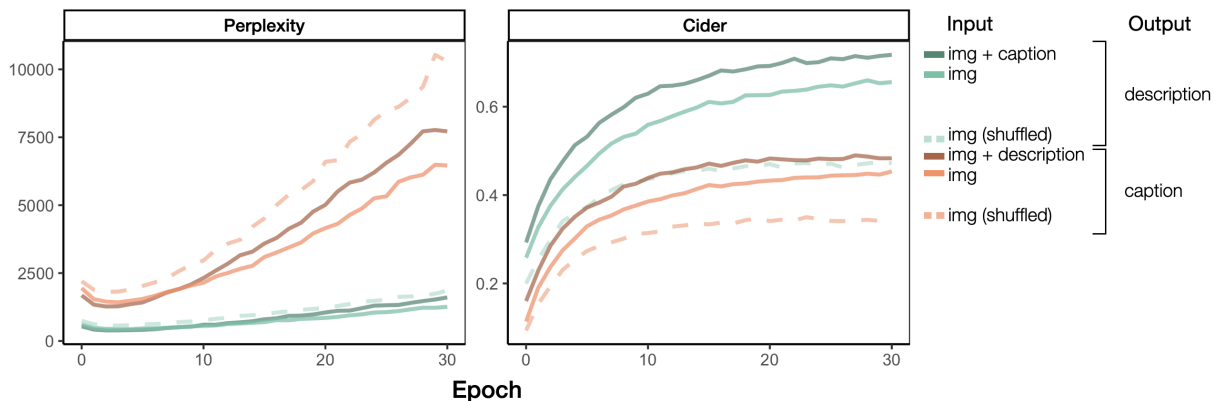 Perplexity
Cider
Input
Output
10000
7500
5000
2500
0
0
10
20
30
0.6
0.4
0.2
0
10
20
30
Epoch
img + caption
img
img (shuffled)
description
img + description
img
img (shuffled)
caption